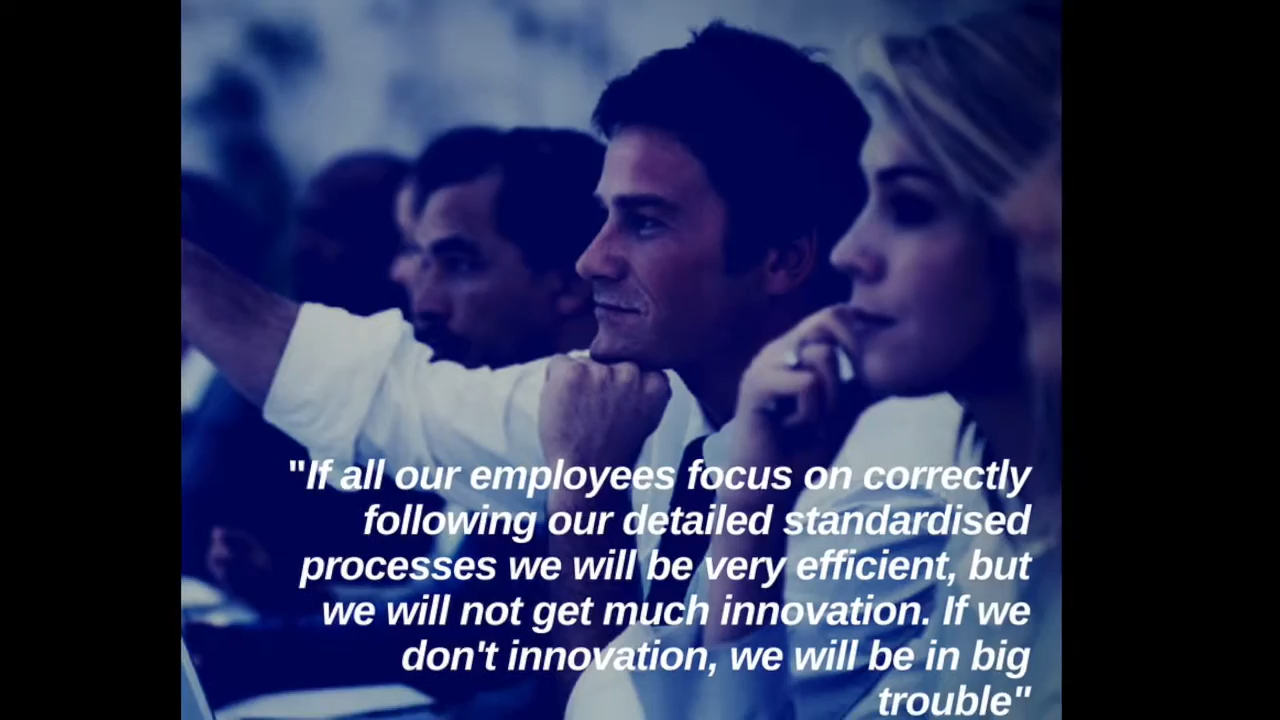 "If all our employees focus on correctly
following our detailed standardised
processes we will be very efficient, but
we will not get much innovation. If we
don't innovation, we will be in big
trouble"